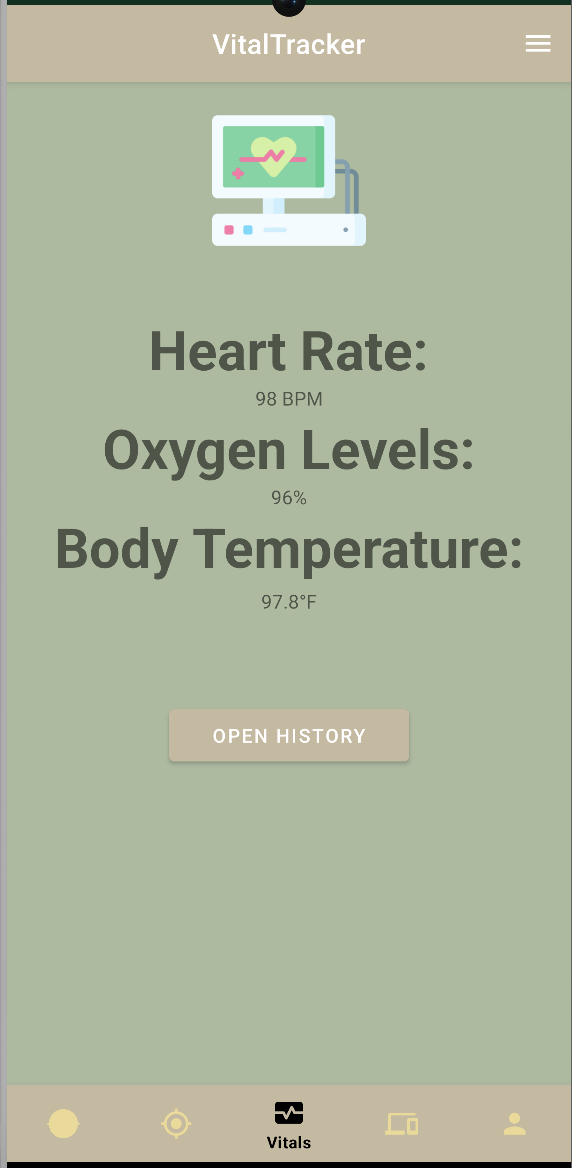 VitalTracker
Heart Rate:
98 BPM
Oxygen Levels:
96%
Body Temperature:
97.8°F
OPEN HISTORY
Vitals